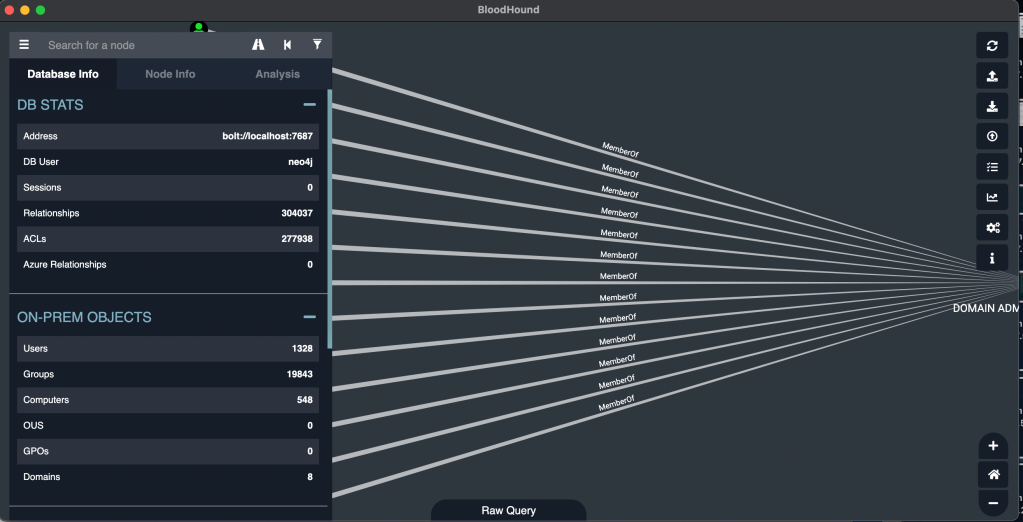 BloodHound
Search for a node
Database Info Node Info Analysis
DB STATS
Address bolt://localhost:7687
DB User neo4j
Sessions 0
Relationships 304037
ACLs 277938
Azure Relationships 0
ON-PREM OBJECTS
Users 1328
Groups 19843
Computers 548
OUS 0
GPOs 0
Domains 8
MemberOf
MemberOf
MemberOf
MemberOf
MemberOf
MemberOf
MemberOf
MemberOf
MemberOf
MemberOf
MemberOf
MemberOf
MemberOf
DOMAIN ADM
Raw Query